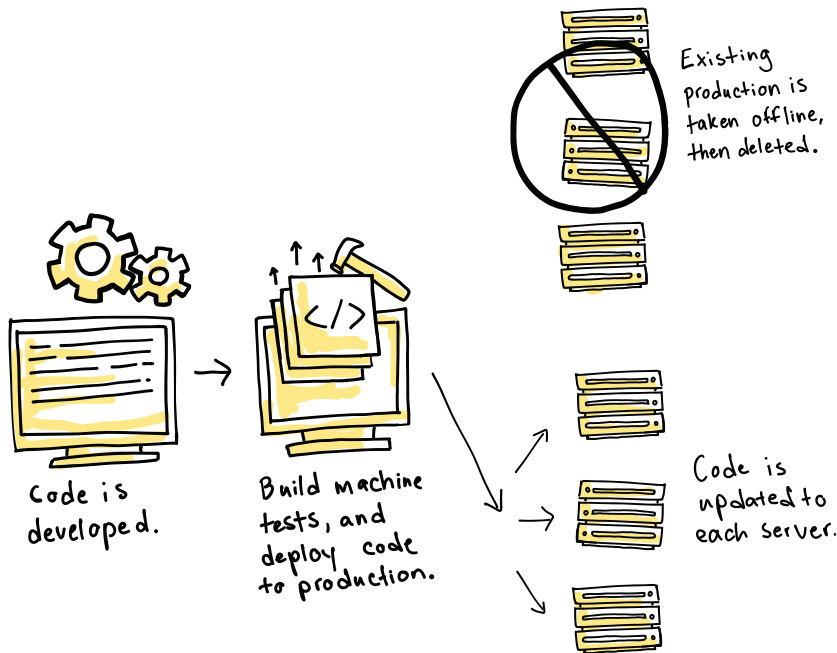 Existing
production is
taken offline,
then deleted.
</>
Code is
developed.
Build machine
tests, and
deploy code
to production.
Code is
updated to
each server.